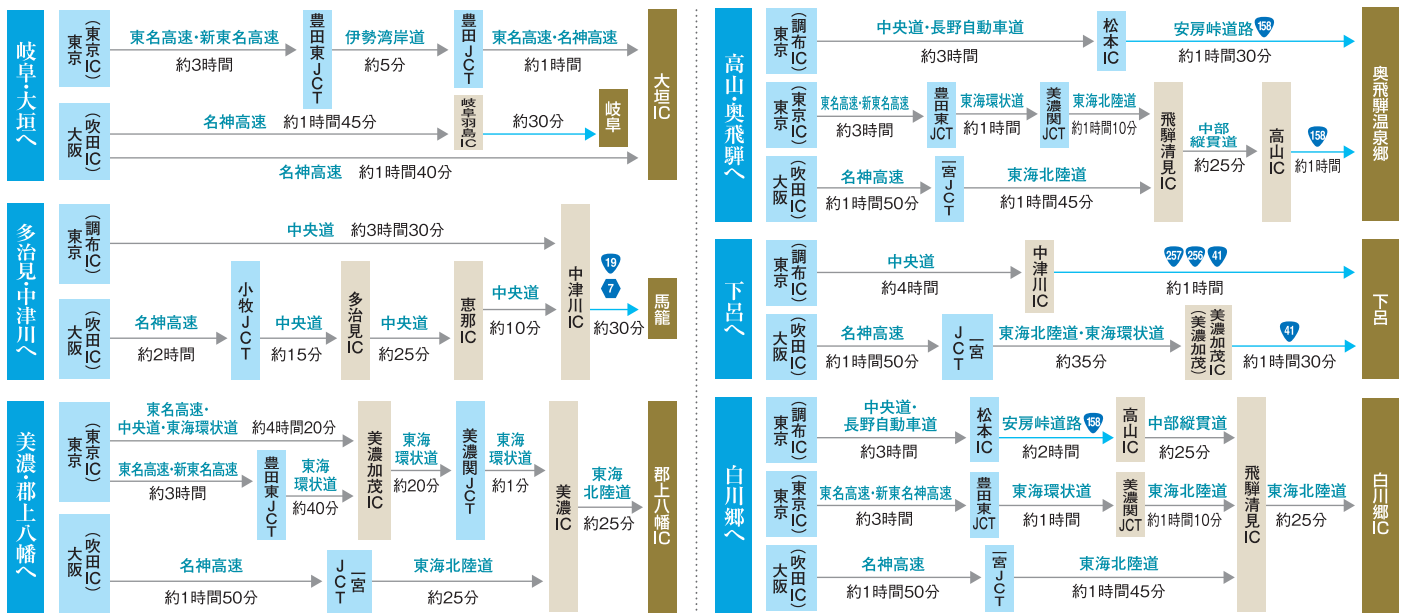 岐阜・大垣へ
東京
(東京IC)
東名高速・新東名高速
約3時間
豊田東JCT
伊勢湾岸道
約5分
豊田JCT
東名高速・名神高速
約1時間
大垣IC
大阪
(吹田IC)
名神高速 約1時間45分
岐阜羽島IC
約30分
岐阜
名神高速 約1時間40分
多治見・中津川へ
東京
(調布IC)
中央道 約3時間30分
中津川IC
19
7
約30分
馬籠
大阪
(吹田IC)
名神高速
約2時間
小牧JCT
中央道
約15分
多治見IC
中央道
約25分
恵那IC
中央道
約10分
美濃・郡上八幡へ
東京
(東京IC)
東名高速・
中央道・東海環状道 約4時間20分
東名高速・新東名高速
約3時間
豊田東JCT
東海
環状道
約40分
美濃加茂IC
東海
環状道
約20分
美濃関JCT
東海
環状道
約1分
美濃IC
東海
北陸道
約25分
郡上八幡IC
大阪
(吹田IC)
名神高速
約1時間50分
一宮
JCT
東海北陸道
約25分
高山・奥飛騨へ
東京
(調布IC)
中央道・長野自動車道
約3時間
松本IC
安房峠道路 158
約1時間30分
奥飛騨温泉郷
東京
(東京IC)
東名高速・新東名高速
約3時間
豊田東JCT
東海環状道
約1時間
美濃関JCT
東海北陸道
約1時間10分
飛騨清見IC
中部
縦貫道
約25分
高山IC
158
約1時間
大阪
(吹田IC)
名神高速
約1時間50分
一宮JCT
東海北陸道
約1時間45分
下呂へ
東京
(調布IC)
中央道
約4時間
中津川IC
257 256 41
約1時間
下呂
大阪
(吹田IC)
名神高速
約1時間50分
一宮
JCT
東海北陸道・東海環状道
約35分
美濃加茂IC
(美濃加茂)
41
約1時間30分
白川郷へ
東京
(調布IC)
中央道・
長野自動車道
約3時間
松本IC
安房峠道路 158
約2時間
高山IC
中部縦貫道
約25分
飛騨清見IC
東海北陸道
約25分
白川郷IC
東京
(東京IC)
東名高速・新東名神高速
約3時間
豊田東JCT
東海環状道
約1時間
美濃関JCT
東海北陸道
約1時間10分
大阪
(吹田IC)
名神高速
約1時間50分
一宮JCT
東海北陸道
約1時間45分